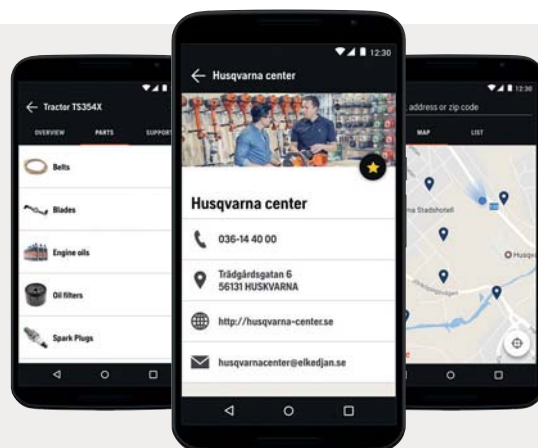 Tractor TS354X
OVERVIEW PARTS SUPPORT
Belts
Blades
Engine oils
Oil filters
Spark Plugs
12:30
Husqvarna center
Husqvarna center
036-14 40 00
Trädgårdsgatan 6
56131 HUSKVARNA
http://husqvarna-center.se
husqvarnacenter@elkedjan.se
12:30
address or zip code
MAP LIST
Stadshotell